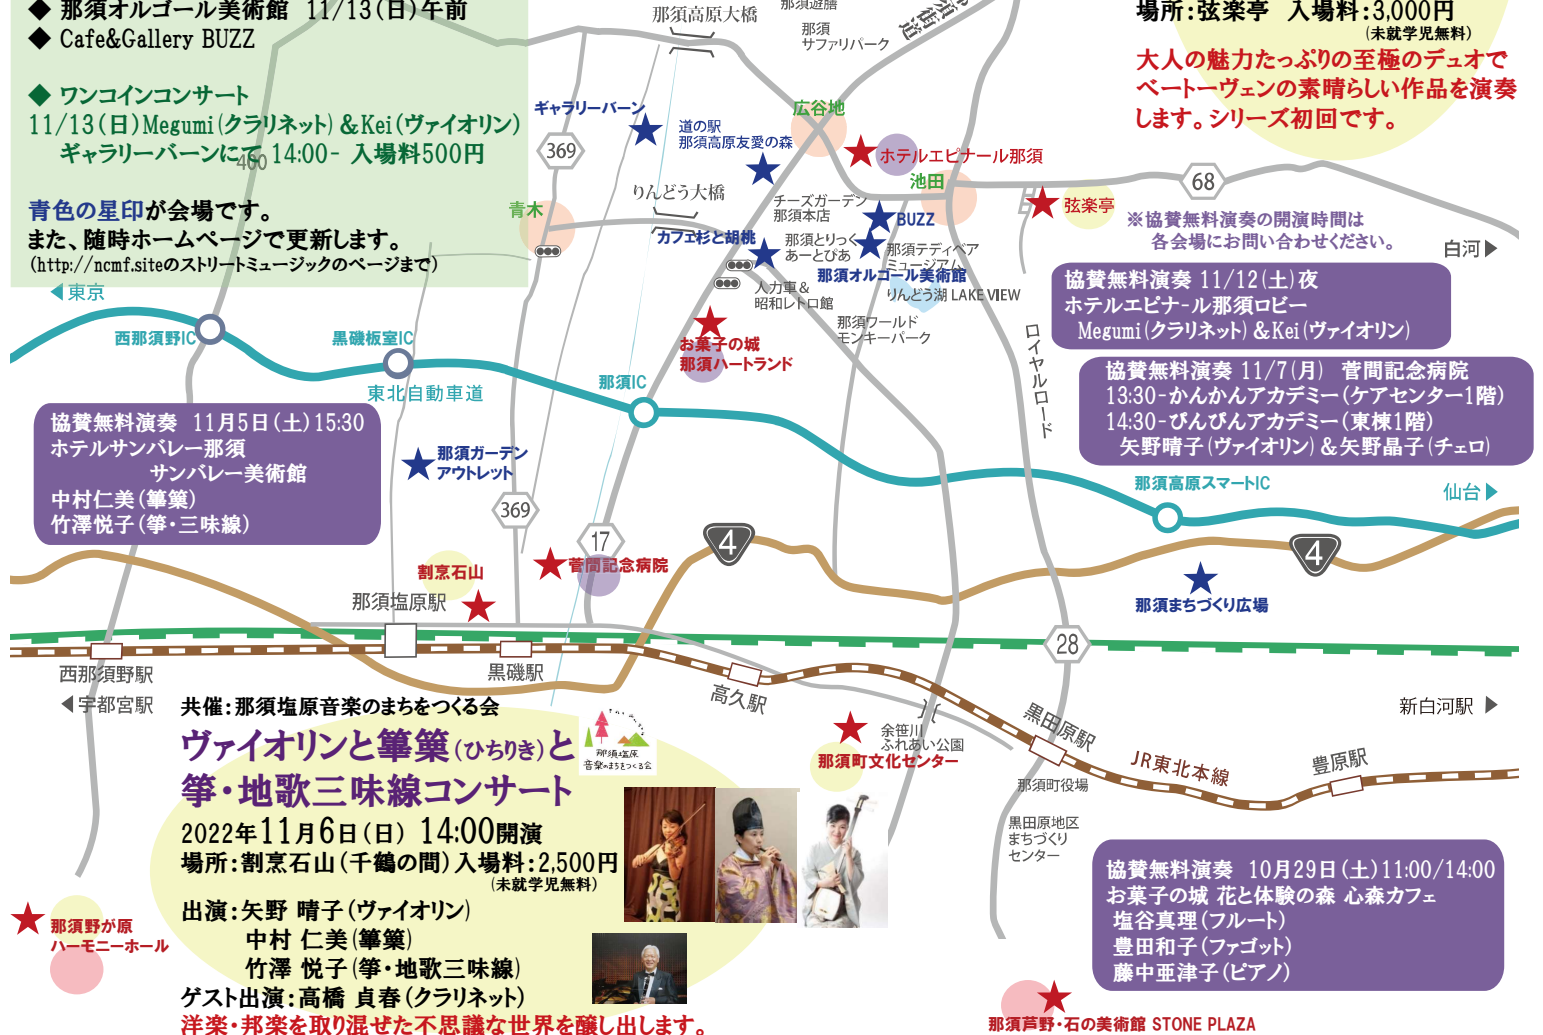 ◆ 那須オルゴール美術館 11/13(日)午前
◆ Cafe&Gallery BUZZ
◆ ワンコインコンサート
11/13(日)Megumi(クラリネット)&Kei(ヴァイオリン)
ギャラリーバーンにて 14:00- 入場料500円
400
青色の星印が会場です。
また、随時ホームページで更新します。
(http://ncmf.siteのストリートミュージックのページまで)
那須高原大橋
那須
サファリパーク
街道
場所:弦楽亭 入場料:3,000円
(未就学児無料)
大人の魅力たっぷりの至極のデュオで
ベートーヴェンの素晴らしい作品を演奏
します。シリーズ初回です。
ギャラリーバーン
369
道の駅
那須高原友愛の森
広谷地
ホテルエピナール那須
池田
68
弦楽亭
りんどう大橋
青木
チーズガーデン
那須本店
BUZZ
カフェ杉と胡桃
那須とりっく
あーとぴあ
那須テディベア
ミュージアム
那須オルゴール美術館
りんどう湖 LAKE VIEW
人力車&
昭和レトロ館
那須ワールド
モンキーパーク
※協賛無料演奏の開演時間は
各会場にお問い合わせください。
白河▶
協賛無料演奏 11/12(土)夜
ホテルエピナール那須ロビー
Megumi(クラリネット)&Kei(ヴァイオリン)
◀東京
西那須野IC
黒磯板室IC
東北自動車道
お菓子の城
那須ハートランド
那須IC
ロイヤルロード
協賛無料演奏 11/7(月) 菅間記念病院
13:30-かんかんアカデミー(ケアセンター1階)
14:30-ぴんぴんアカデミー(東棟1階)
矢野晴子(ヴァイオリン)&矢野晶子(チェロ)
協賛無料演奏 11月5日(土)15:30
ホテルサンバレー那須
サンバレー美術館
中村仁美(篳篥)
竹澤悦子(箏・三味線)
那須ガーデン
アウトレット
369
17
4
那須高原スマートIC
仙台▶
4
割烹石山
菅間記念病院
那須塩原駅
那須まちづくり広場
28
西那須野駅
黒磯駅
高久駅
◀宇都宮駅
新白河駅 ▶
余笹川
ふれあい公園
那須町文化センター
黒田原駅
JR東北本線
豊原駅
那須町役場
黒田原地区
まちづくり
センター
共催:那須塩原音楽のまちをつくる会
ヴァイオリンと篳篥(ひちりき)と
箏・地歌三味線コンサート
那須塩原
音楽のまちをつくる会
2022年11月6日(日) 14:00開演
場所:割烹石山(千鶴の間)入場料:2,500円
(未就学児無料)
出演:矢野 晴子(ヴァイオリン)
中村 仁美(篳篥)
竹澤 悦子(箏・地歌三味線)
ゲスト出演:高橋 貞春(クラリネット)
洋楽・邦楽を取り混ぜた不思議な世界を醸し出します。
那須野が原
ハーモニーホール
協賛無料演奏 10月29日(土)11:00/14:00
お菓子の城 花と体験の森 心森カフェ
塩谷真理(フルート)
豊田和子(ファゴット)
藤中亜津子(ピアノ)
那須芦野・石の美術館 STONE PLAZA